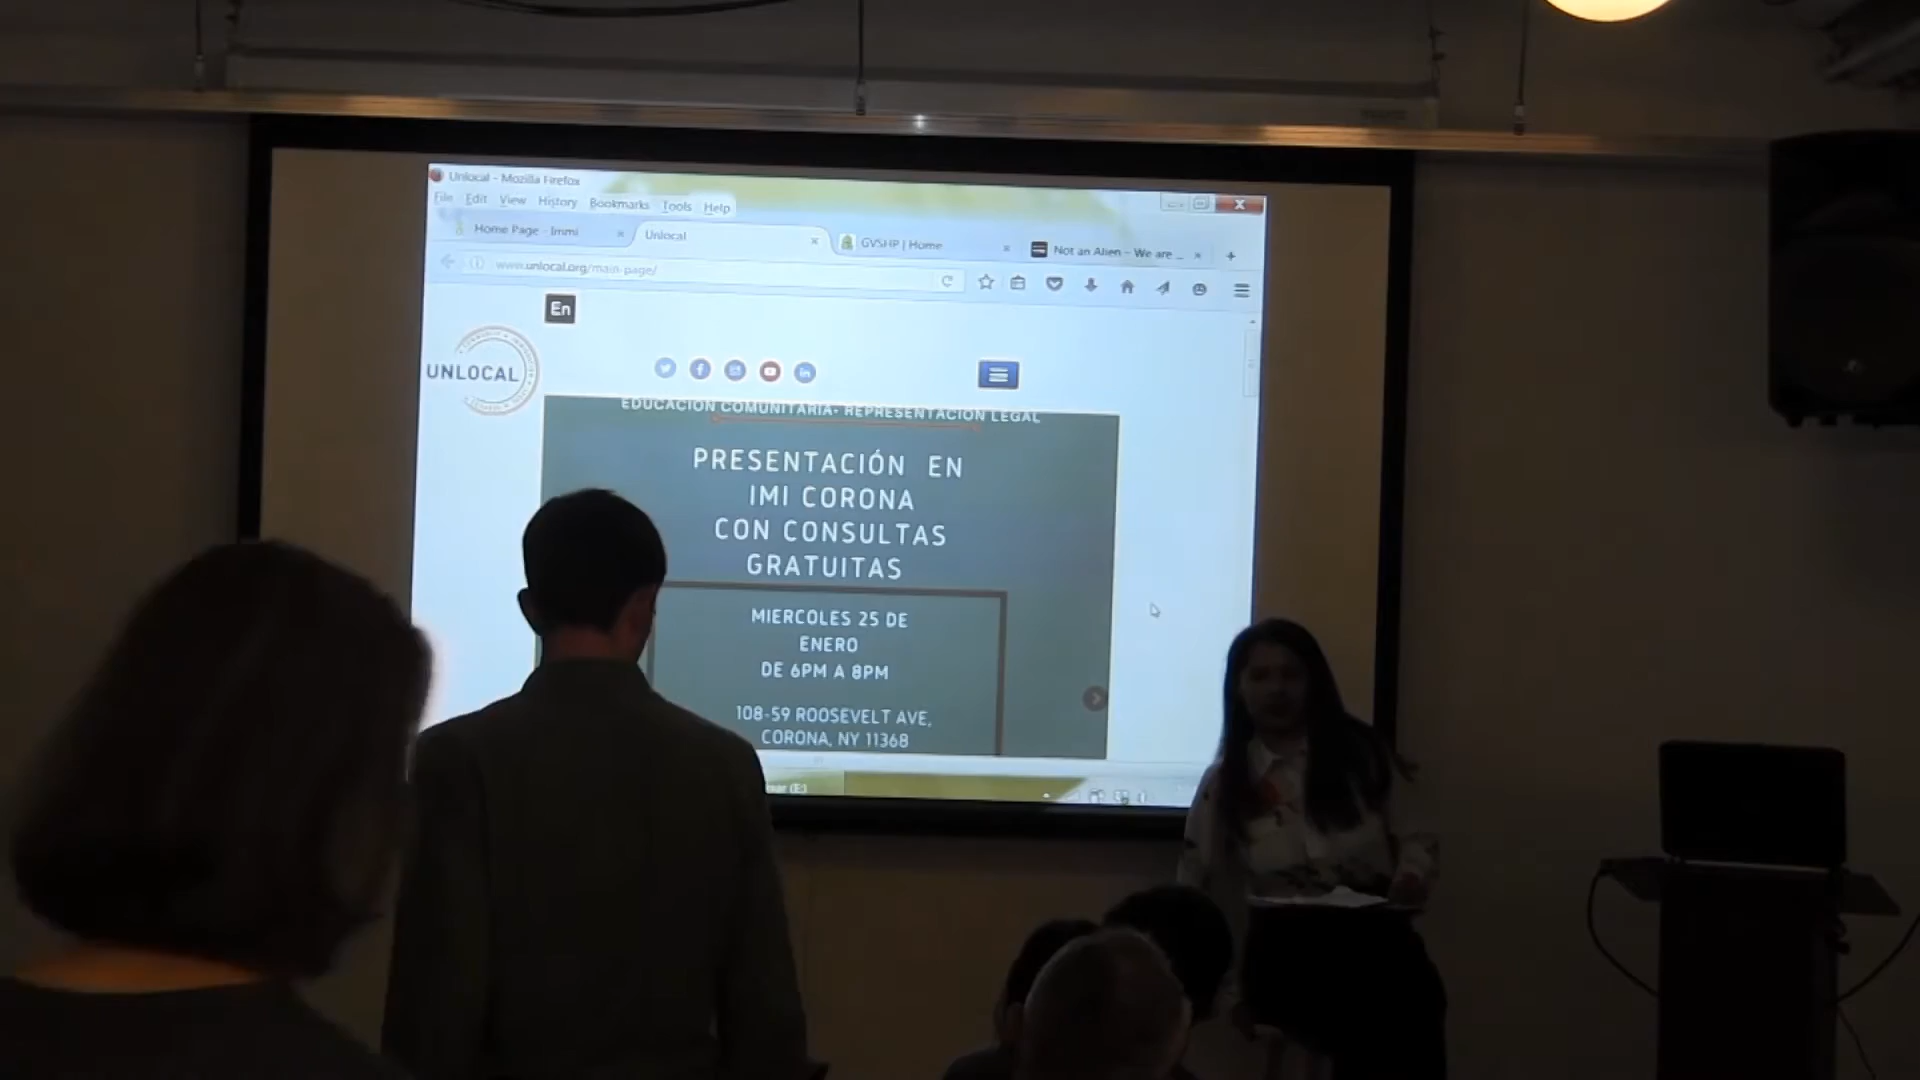 Unlocal - Mozilla Firefox
File Edit View History Bookmarks Tools Help
Home Page - Immi
Unlocal
GVSHP | Home
Not an Alien - We are ...
www.unlocal.org/main-page/
En
UNLOCAL
EDUCACIÓN COMUNITARIA· REPRESENTACIÓN LEGAL
PRESENTACIÓN EN
IMI CORONA
CON CONSULTAS
GRATUITAS
MIERCOLES 25 DE
ENERO
DE 6PM A 8PM
108-59 ROOSEVELT AVE,
CORONA, NY 11368
(E:)